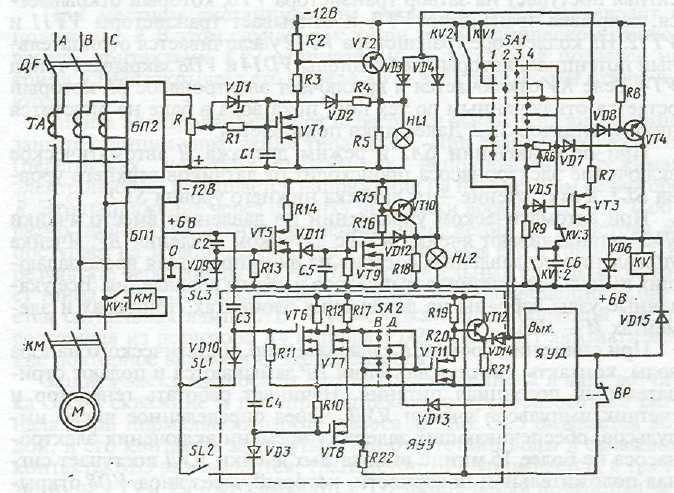 A B C
-12В
QF
R2
VT2
KV2
KV1
SA1
1 2 3 4
VD3
VD4
R3
R8
TA
БП2
VD1
R4
VD2
R
R1
VT1
HL1
VD8
VT4
C1
R5
R6
VD7
+
-12В
R15
R7
БП1
+6В
R14
VT10
VD5
VT3
R16
VT5
VD11
C2
VD12
R9
KV:3
0
VD9
R13
C5
VT9
R18
HL2
C6
VD6
KV
KV:1
KM
SL3
KV:2
+6В
C3
VT6
R12
R17
SA2
R19
VT12
VD15
В Д
KM
VD10
SL1
R11
VT7
R20
VD14
Вых.
VT11
R21
ЯУД
C4
R10
VD13
ВР
M
SL2
VD3
VT8
ЯУУ
R22